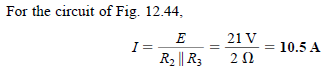 For the circuit of Fig. 12.44,
I = E / (R₂ ∥ R₃) = 21 V / 2 Ω = 10.5 A